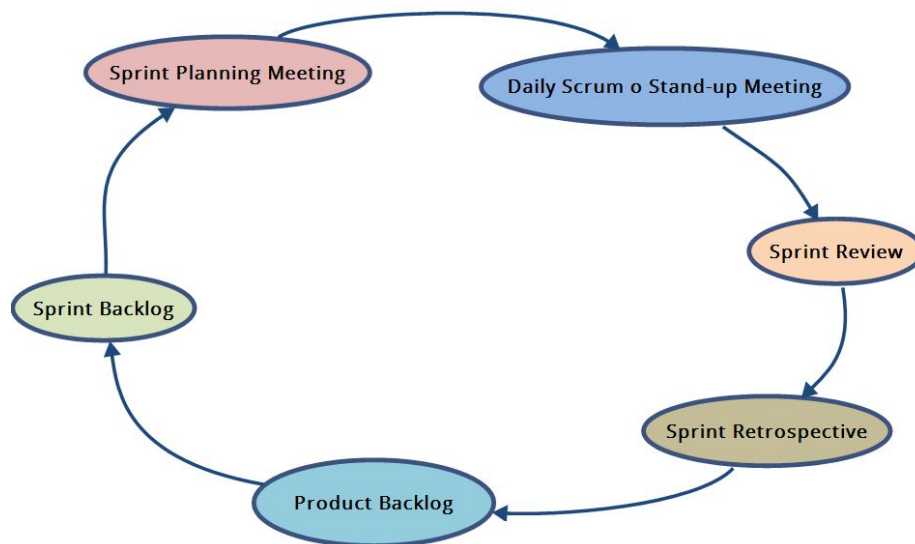 Sprint Planning Meeting
Daily Scrum o Stand-up Meeting
Sprint Review
Sprint Retrospective
Product Backlog
Sprint Backlog